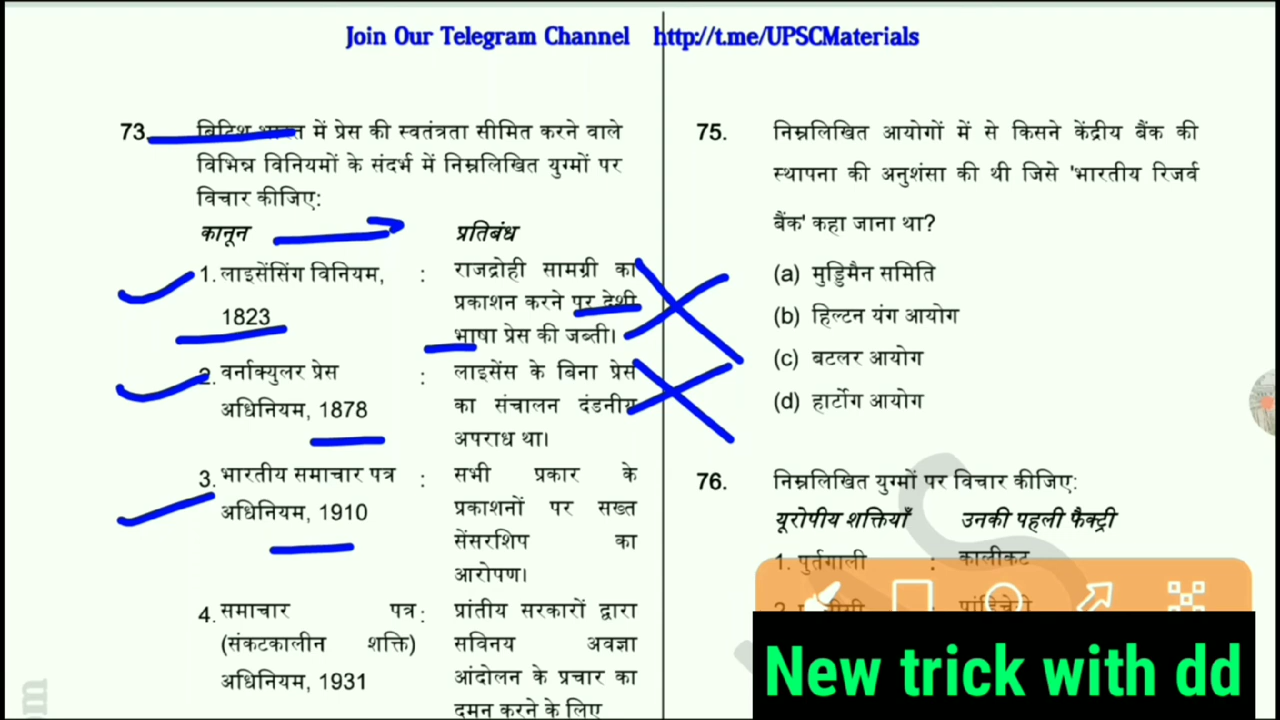 Join Our Telegram Channel http://t.me/UPSCMaterials
73. ब्रिटिश भारत में प्रेस की स्वतंत्रता सीमित करने वाले
विभिन्न विनियमों के संदर्भ में निम्नलिखित युग्मों पर
विचार कीजिए:
कानून प्रतिबंध
1. लाइसेंसिंग विनियम, : राजद्रोही सामग्री का
1823 प्रकाशन करने पर देशी
भाषा प्रेस की जब्ती।
2. वर्नाक्युलर प्रेस : लाइसेंस के बिना प्रेस
अधिनियम, 1878 का संचालन दंडनीय
अपराध था।
3. भारतीय समाचार पत्र : सभी प्रकार के
अधिनियम, 1910 प्रकाशनों पर सख्त
सेंसरशिप का
आरोपण।
4. समाचार पत्र : प्रांतीय सरकारों द्वारा
(संकटकालीन शक्ति) सविनय अवज्ञा
अधिनियम, 1931 आंदोलन के प्रचार का
दमन करने के लिए
75. निम्नलिखित आयोगों में से किसने केंद्रीय बैंक की
स्थापना की अनुशंसा की थी जिसे 'भारतीय रिजर्व
बैंक' कहा जाना था?
(a) मुड्डिमैन समिति
(b) हिल्टन यंग आयोग
(c) बटलर आयोग
(d) हार्टोग आयोग
76. निम्नलिखित युग्मों पर विचार कीजिए:
यूरोपीय शक्तियाँ उनकी पहली फैक्ट्री
1. पुर्तगाली : कालीकट
New trick with dd